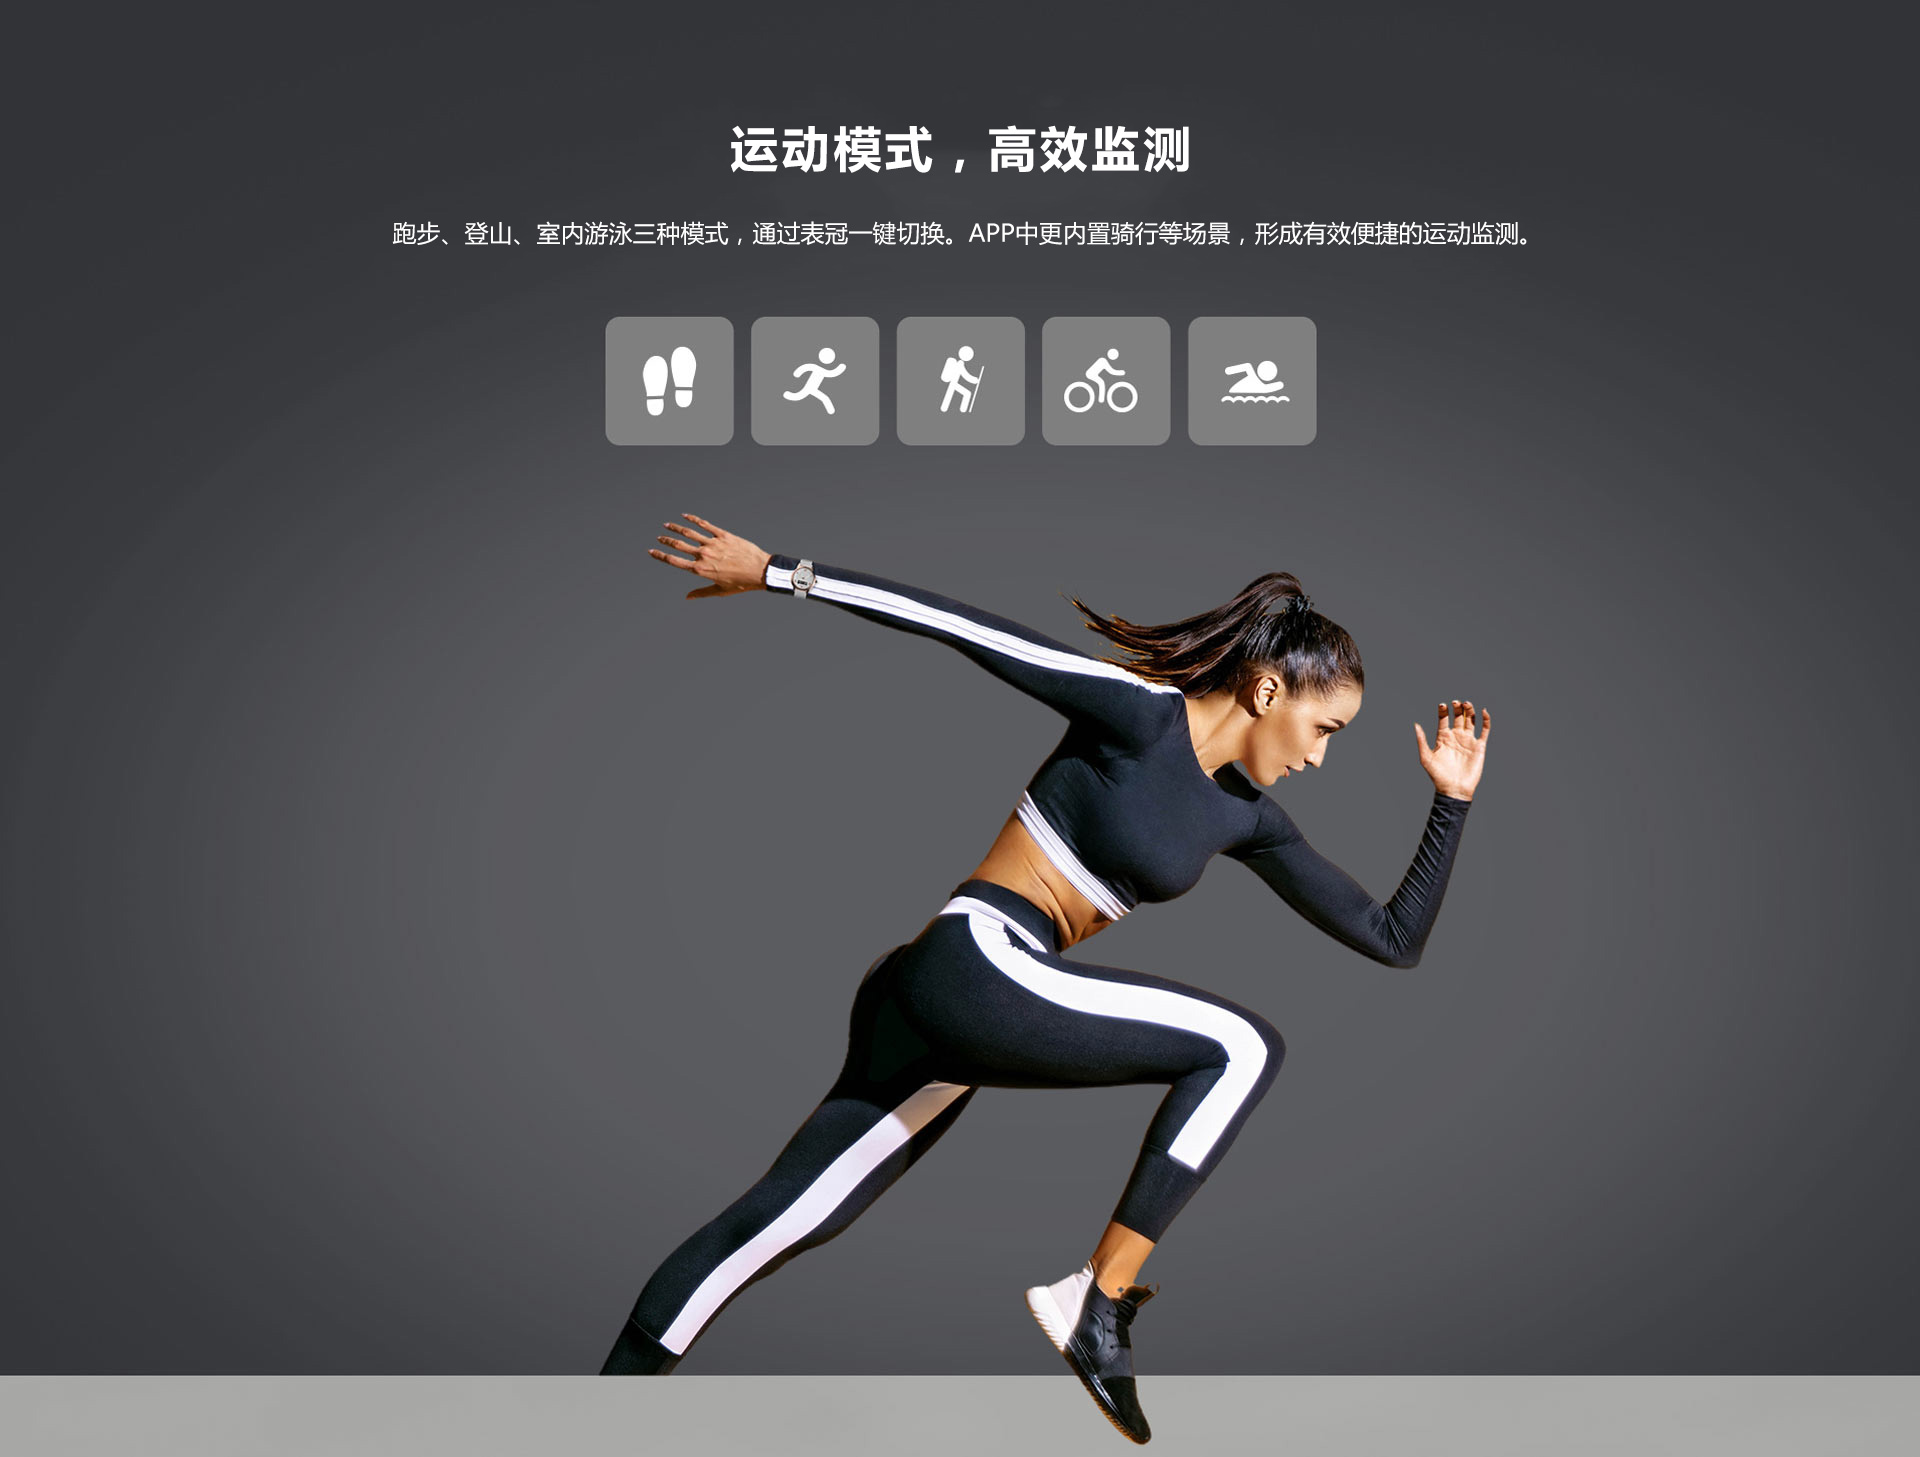 运动模式，高效监测
跑步、登山、室内游泳三种模式，通过表冠一键切换。APP中更内置骑行等场景，形成有效便捷的运动监测。